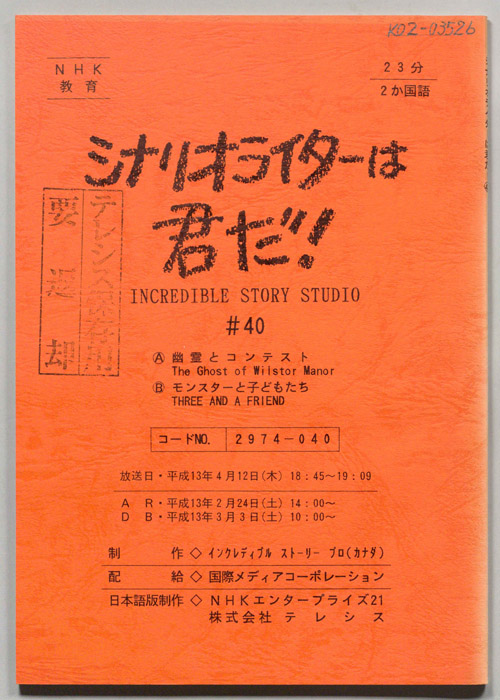 K02-03526
NHK
教育
23分
2か国語
シナリオライターは
君だ!
要返却
INCREDIBLE STORY STUDIO
#40
Ⓐ 幽霊とコンテスト
The Ghost of Wilstor Manor
Ⓑ モンスターと子どもたち
THREE AND A FRIEND
コードNO. 2974-040
放送日・平成13年4月12日(木) 18:45~19:09
A R・平成13年2月24日(土) 14:00~
D B・平成13年3月3日(土) 10:00~
制 作◇インクレディブル ストーリー プロ(カナダ)
配 給◇国際メディアコーポレーション
日本語版制作◇NHKエンタープライズ21
株式会社テレシス